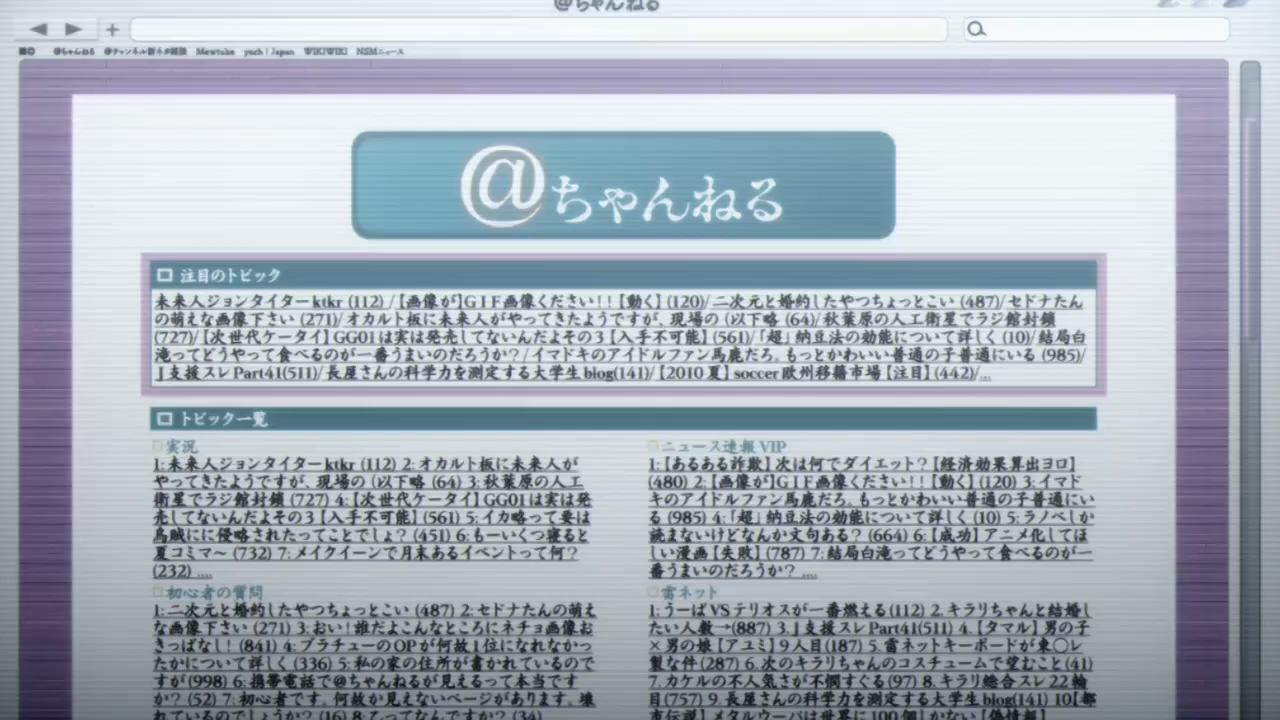 @ちゃんねる
@ちゃんねる
注目のトピック
未来人ジョンタイターktkr (112) /【画像が】GIF画像ください!!【動く】(120)/ 二次元と婚約したやつちょっとこい (487)/ セドナたん
の萌えな画像下さい (271)/ オカルト板に未来人がやってきたようですが、現場の (以下略 (64)/ 秋葉原の人工衛星でラジ館封鎖
(727)/【次世代ケータイ】GG01は実は発売してないんだよその3【入手不可能】(561)/「超」納豆法の効能について詳しく (10)/ 結局白
滝ってどうやって食べるのが一番うまいのだろうか?/ イマドキのアイドルファン馬鹿だろ。もっとかわいい普通の子普通にいる (985)/
J支援スレPart41(511)/ 長屋さんの科学力を測定する大学生blog(141)/【2010夏】soccer欧州移籍市場【注目】(442)/...
トピック一覧
実況
1: 未来人ジョンタイターktkr (112) 2: オカルト板に未来人が
やってきたようですが、現場の (以下略 (64) 3: 秋葉原の人工
衛星でラジ館封鎖 (727) 4:【次世代ケータイ】GG01は実は発
売してないんだよその3【入手不可能】(561) 5: イカ略って要は
烏賊にに侵略されたってことでしょ? (451) 6: もーいくつ寝ると
夏コミマ〜 (732) 7: メイクイーンで月末あるイベントって何?
(232) ....
ニュース速報VIP
1:【あるある詐欺】次は何でダイエット?【経済効果算出ヨロ】
(480) 2:【画像が】GIF画像ください!!【動く】(120) 3: イマド
キのアイドルファン馬鹿だろ。もっとかわいい普通の子普通にい
る (985) 4:「超」納豆法の効能について詳しく (10) 5: ラノベしか
読まないけどなんか文句ある? (664) 6:【成功】アニメ化してほ
しい漫画【失敗】(787) 7: 結局白滝ってどうやって食べるのが一
番うまいのだろうか? ....
初心者の質問
1: 二次元と婚約したやつちょっとこい (487) 2: セドナたんの萌え
な画像下さい (271) 3: おい!誰だよこんなところにネチョ画像お
きっぱなし! (841) 4: プラチューのOPが何故1位になれなかっ
たかについて詳しく (336) 5: 私の家の住所が書かれているので
すが (998) 6: 携帯電話で@ちゃんねるが見えるって本当です
か? (52) 7: 初心者です。何故か見えないページがあります。壊
れているのでしょうか? (16) 8: 乙ってなんですか? (34)
雷ネット
1: うーぱVSテリオスが一番燃える (112) 2. キラリちゃんと結婚し
たい人数→(887) 3. J支援スレPart41(511) 4.【タマル】男の子
×男の娘【アユミ】9人目(187) 5. 雷ネットキーボードが東◯レ
製な件(287) 6. 次のキラリちゃんのコスチュームで望むこと (41)
7. カケルの不人気さが不憫すぐる (97) 8. キラリ総合スレ22輪
目(757) 9. 長屋さんの科学力を測定する大学生blog(141) 10【都
市伝説】メタルウーパは世界に100個しかない【偽情報】